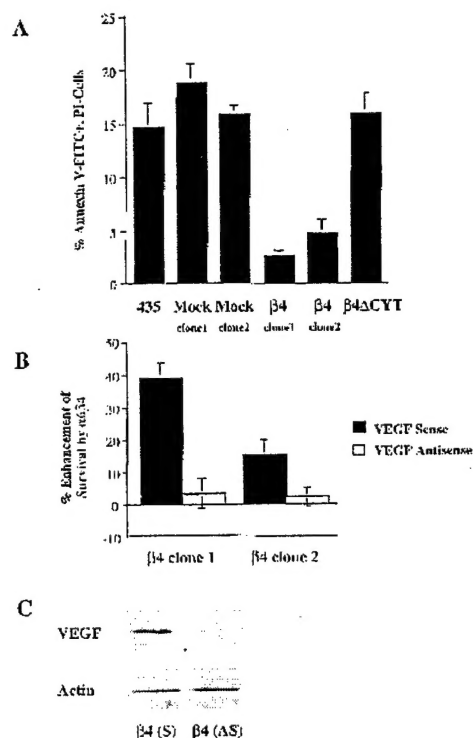 A
% Annexin V-FITC+, PI-Cells
25
20
15
10
5
0
435 Mock Mock β4 β4 β4ΔCYT
clone1 clone2 clone1 clone2
B
% Enhancement of
Survival by α6β4
50
40
30
20
10
0
-10
VEGF Sense
VEGF Antisense
β4 clone 1 β4 clone 2
C
VEGF
Actin
β4 (S) β4 (AS)